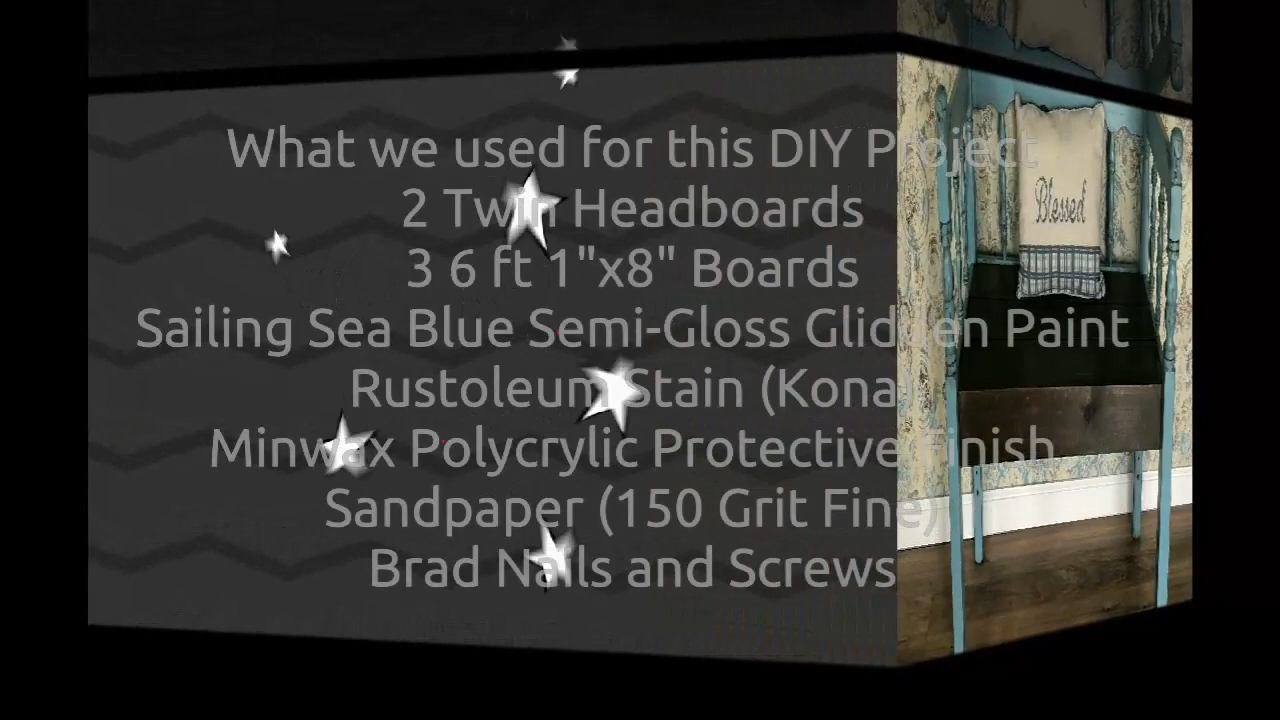 What we used for this DIY Project
2 Twin Headboards
3 6 ft 1"x8" Boards
Sailing Sea Blue Semi-Gloss Glidden Paint
Rustoleum Stain (Kona)
Minwax Polycrylic Protective Finish
Sandpaper (150 Grit Fine)
Brad Nails and Screws
Blessed